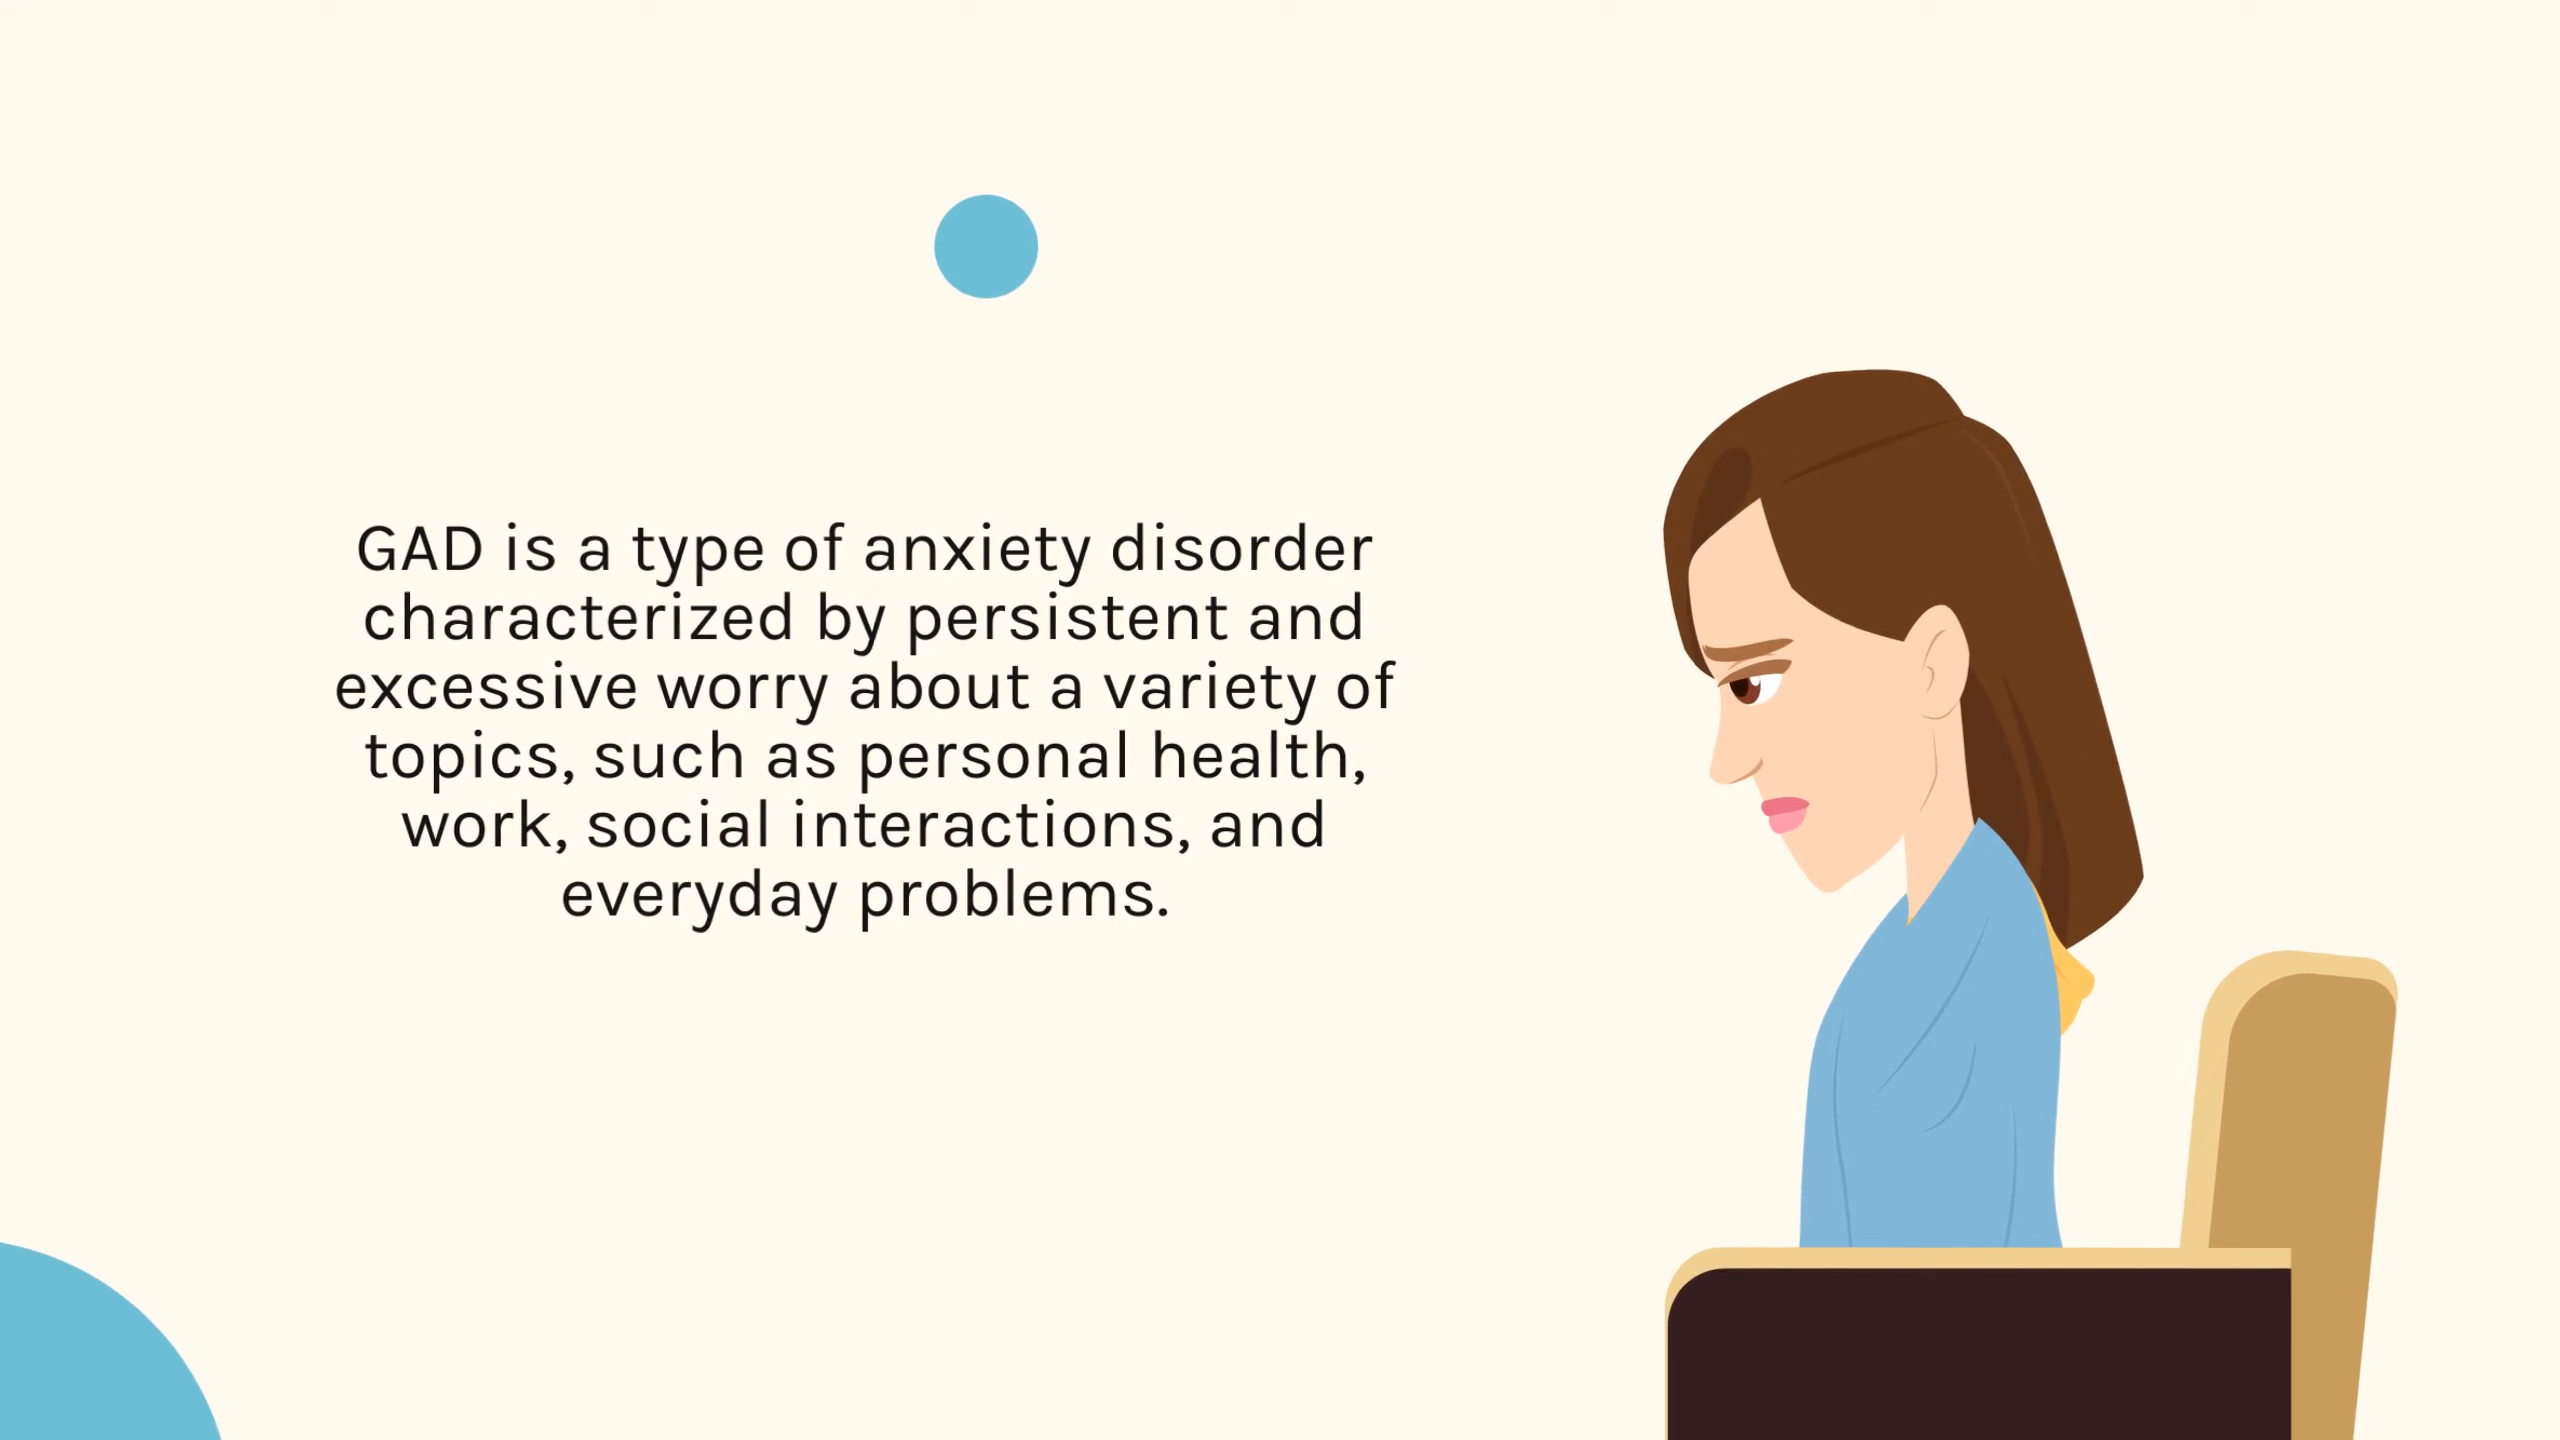 GAD is a type of anxiety disorder
characterized by persistent and
excessive worry about a variety of
topics, such as personal health,
work, social interactions, and
everyday problems.